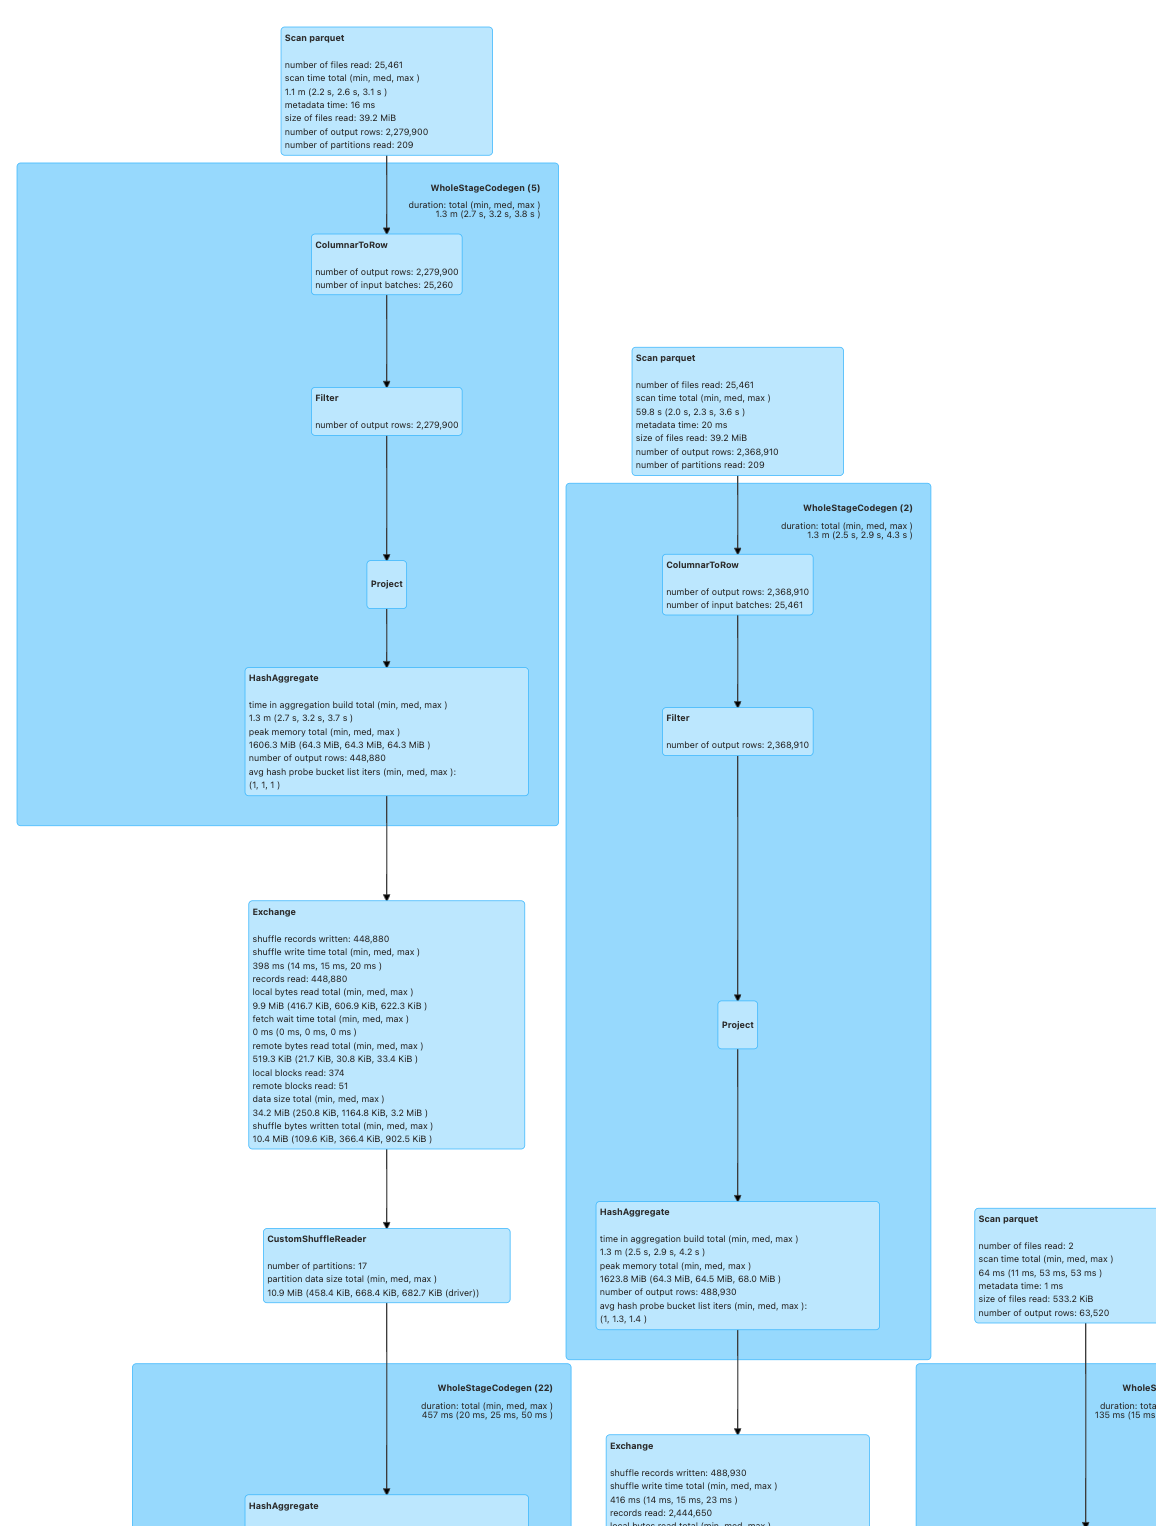 Scan parquet
number of files read: 25,461
scan time total (min, med, max )
1.1 m (2.2 s, 2.6 s, 3.1 s )
metadata time: 16 ms
size of files read: 39.2 MiB
number of output rows: 2,279,900
number of partitions read: 209
WholeStageCodegen (5)
duration: total (min, med, max )
1.3 m (2.7 s, 3.2 s, 3.8 s )
ColumnarToRow
number of output rows: 2,279,900
number of input batches: 25,260
Filter
number of output rows: 2,279,900
Project
HashAggregate
time in aggregation build total (min, med, max )
1.3 m (2.7 s, 3.2 s, 3.7 s )
peak memory total (min, med, max )
1606.3 MiB (64.3 MiB, 64.3 MiB, 64.3 MiB )
number of output rows: 448,880
avg hash probe bucket list iters (min, med, max ):
(1, 1, 1 )
Exchange
shuffle records written: 448,880
shuffle write time total (min, med, max )
398 ms (14 ms, 15 ms, 20 ms )
records read: 448,880
local bytes read total (min, med, max )
9.9 MiB (416.7 KiB, 606.9 KiB, 622.3 KiB )
fetch wait time total (min, med, max )
0 ms (0 ms, 0 ms, 0 ms )
remote bytes read total (min, med, max )
519.3 KiB (21.7 KiB, 30.8 KiB, 33.4 KiB )
local blocks read: 374
remote blocks read: 51
data size total (min, med, max )
34.2 MiB (250.8 KiB, 1164.8 KiB, 3.2 MiB )
shuffle bytes written total (min, med, max )
10.4 MiB (109.6 KiB, 366.4 KiB, 902.5 KiB )
CustomShuffleReader
number of partitions: 17
partition data size total (min, med, max )
10.9 MiB (458.4 KiB, 668.4 KiB, 682.7 KiB (driver))
WholeStageCodegen (22)
duration: total (min, med, max )
457 ms (20 ms, 25 ms, 50 ms )
HashAggregate
Scan parquet
number of files read: 25,461
scan time total (min, med, max )
59.8 s (2.0 s, 2.3 s, 3.6 s )
metadata time: 20 ms
size of files read: 39.2 MiB
number of output rows: 2,368,910
number of partitions read: 209
WholeStageCodegen (2)
duration: total (min, med, max )
1.3 m (2.5 s, 2.9 s, 4.3 s )
ColumnarToRow
number of output rows: 2,368,910
number of input batches: 25,461
Filter
number of output rows: 2,368,910
Project
HashAggregate
time in aggregation build total (min, med, max )
1.3 m (2.5 s, 2.9 s, 4.2 s )
peak memory total (min, med, max )
1623.8 MiB (64.3 MiB, 64.5 MiB, 68.0 MiB )
number of output rows: 488,930
avg hash probe bucket list iters (min, med, max ):
(1, 1.3, 1.4 )
Exchange
shuffle records written: 488,930
shuffle write time total (min, med, max )
416 ms (14 ms, 15 ms, 23 ms )
records read: 2,444,650
local bytes read total (min, med, max )
Scan parquet
number of files read: 2
scan time total (min, med, max )
64 ms (11 ms, 53 ms, 53 ms )
metadata time: 1 ms
size of files read: 533.2 KiB
number of output rows: 63,520
WholeS
duration: tota
135 ms (15 ms